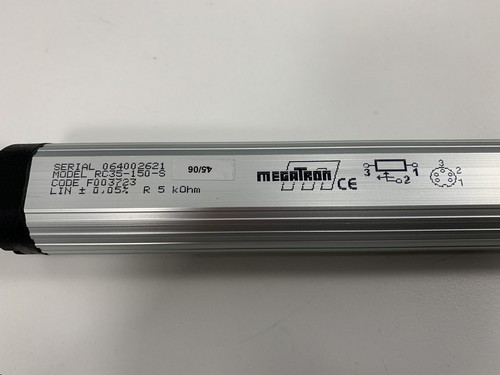 SERIAL 064002621
MODEL RC35-150-S
CODE F003723
LIN ± 0,05% R 5 kOhm
45/06
MEGATRON CE
3 1
2
3
2
1